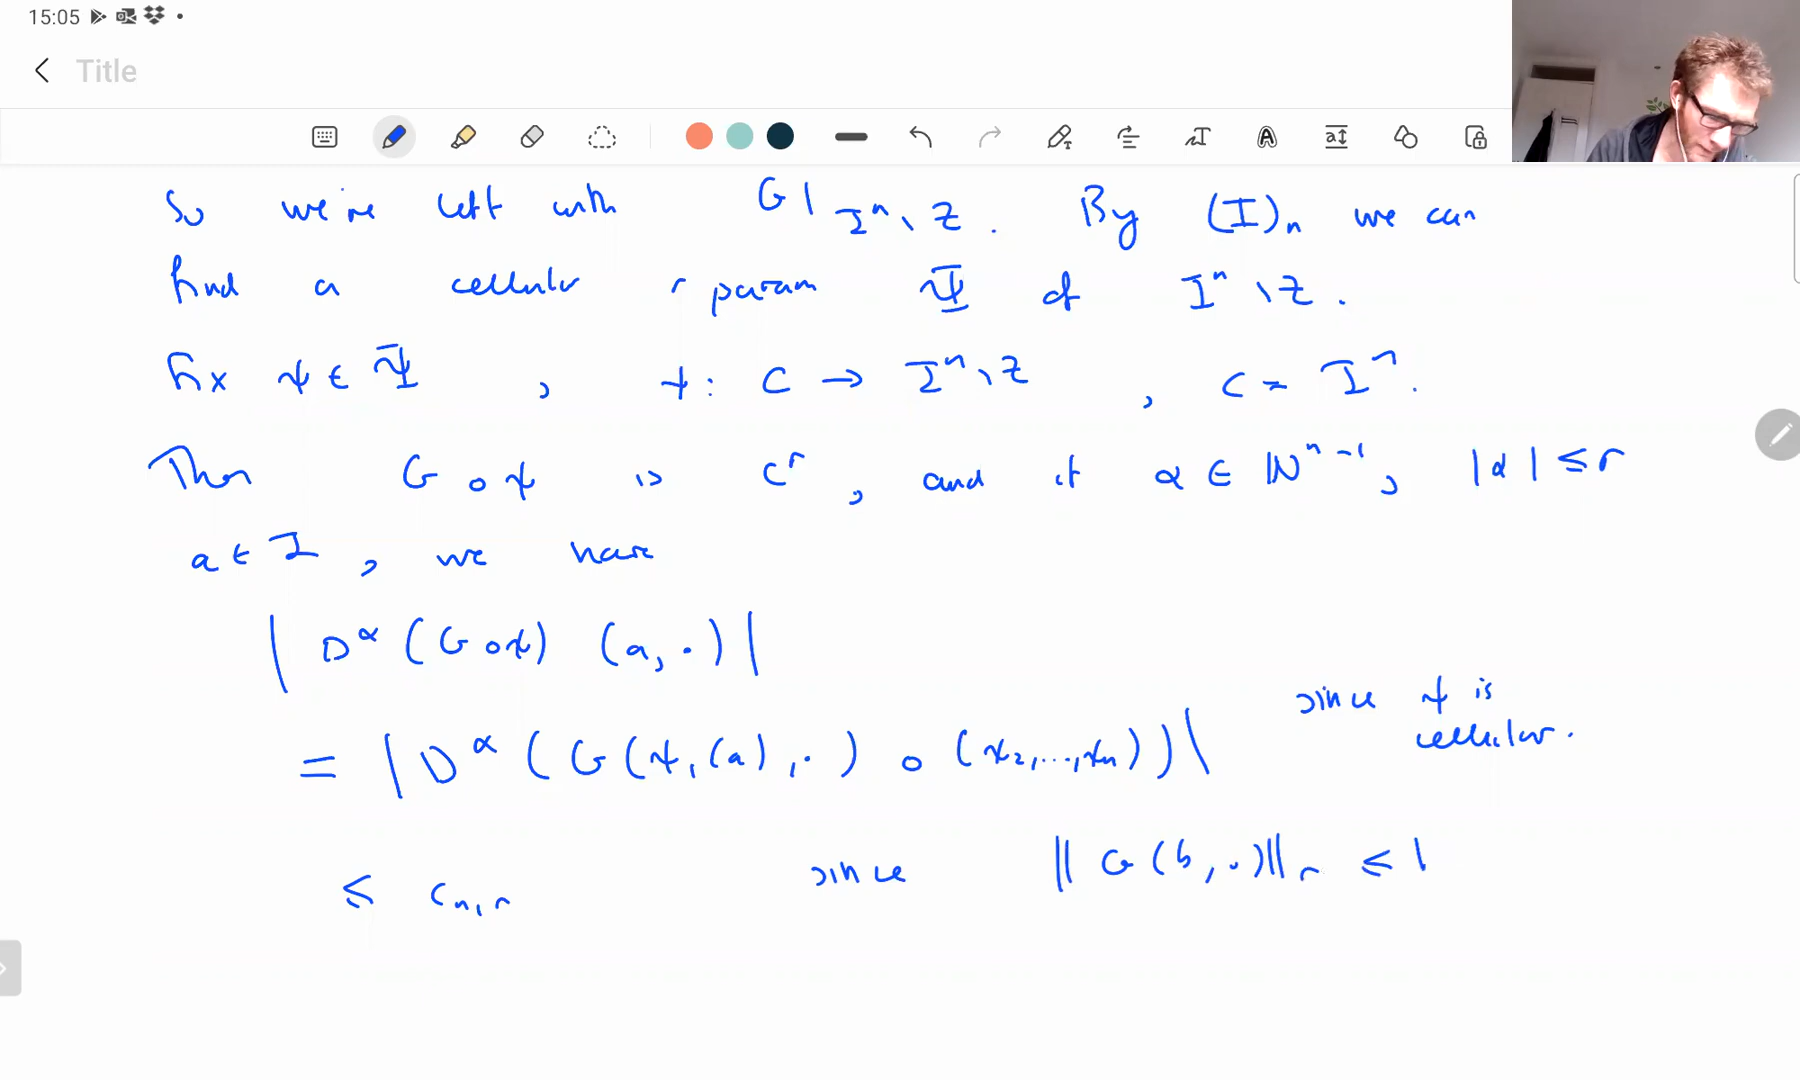 15:05
Title
So we're left with G|_{I^n \ Z}. By (I)_n we can
find a cellular r param Ψ of I^n \ Z.
Fix ψ ∈ Ψ, ψ: C → I^n \ Z, C = I^n.
Then G ∘ ψ is C^r, and if α ∈ ℕ^{n-1}, |α| ≤ r
a ∈ I, we have
| D^α (G ∘ ψ) (a, ·) |
= | D^α ( G(ψ_1(a), ·) ∘ (ψ_2, ..., ψ_n) ) | since ψ is cellular.
≤ C_{n,r} since || G(b, ·) ||_r ≤ 1